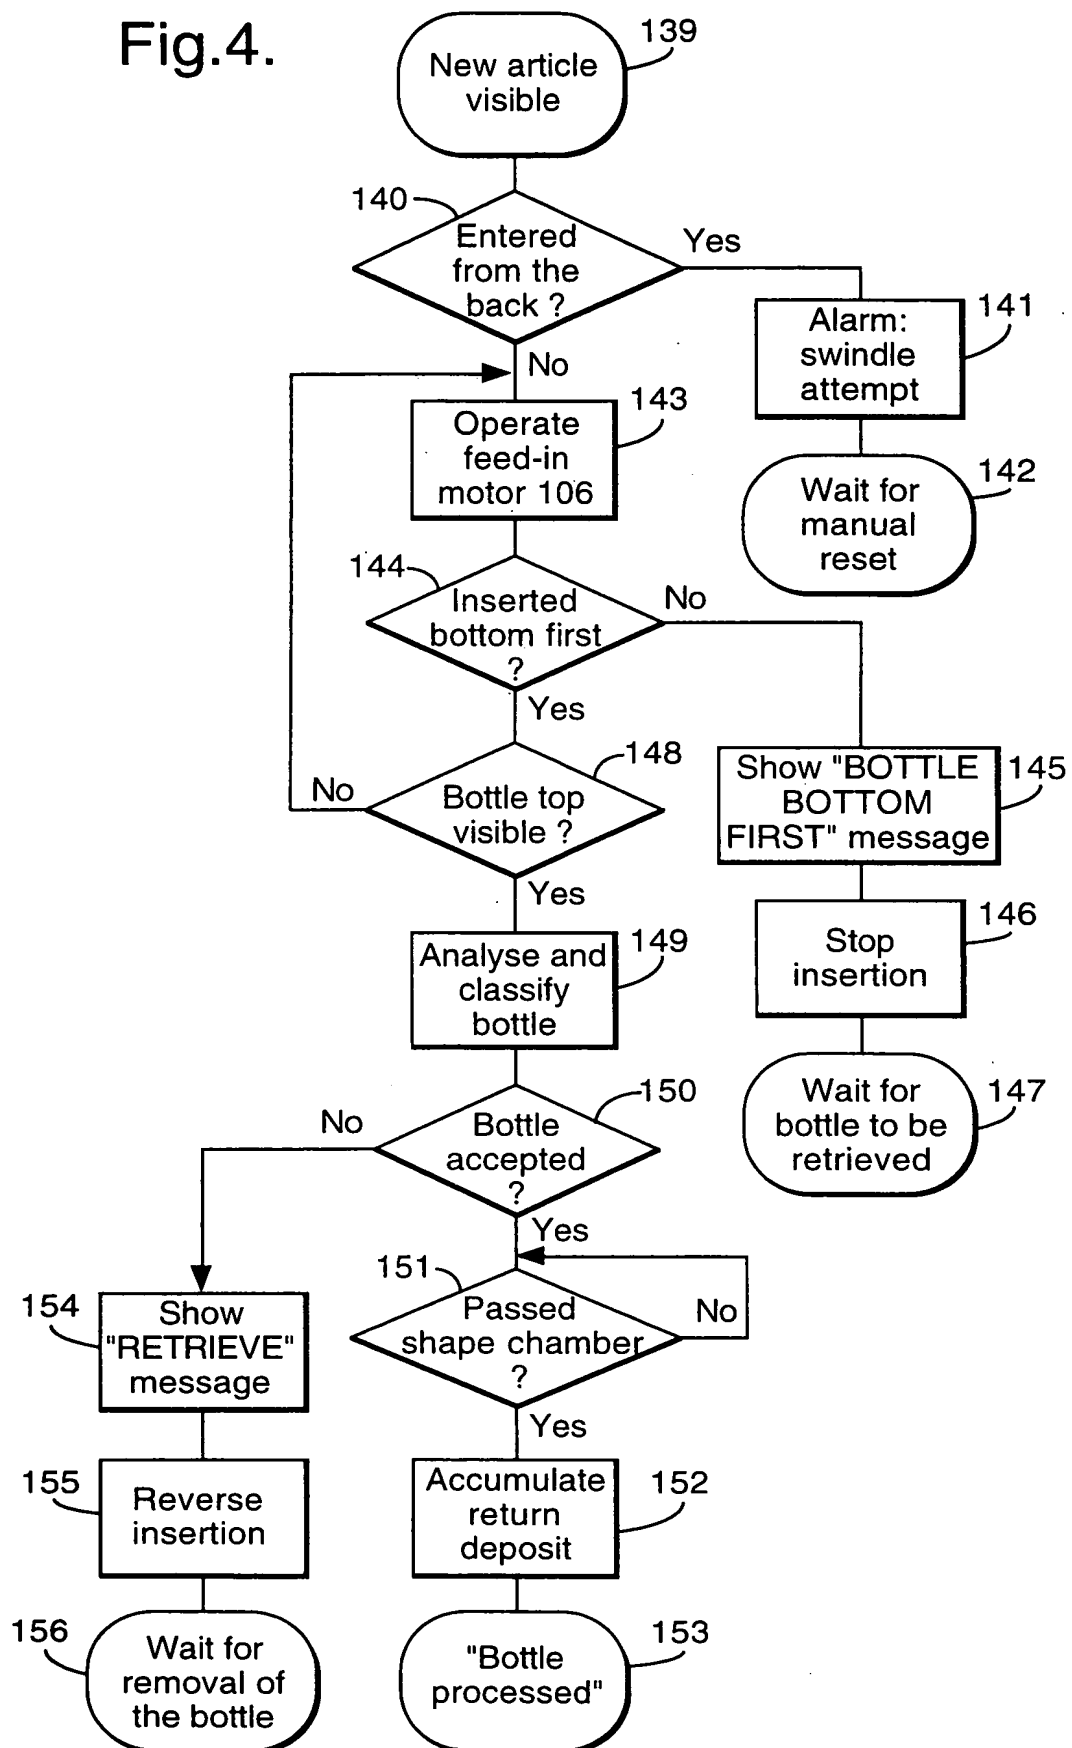 Fig.4.
139
New article
visible
140
Entered
from the
back ?
Yes
No
141
Alarm:
swindle
attempt
143
Operate
feed-in
motor 106
142
Wait for
manual
reset
144
Inserted
bottom first
?
No
Yes
148
Bottle top
visible ?
No
Yes
145
Show "BOTTLE
BOTTOM
FIRST" message
146
Stop
insertion
149
Analyse and
classify
bottle
147
Wait for
bottle to be
retrieved
150
Bottle
accepted
?
No
Yes
151
Passed
shape chamber
?
No
Yes
154
Show
"RETRIEVE"
message
155
Reverse
insertion
152
Accumulate
return
deposit
156
Wait for
removal of
the bottle
153
"Bottle
processed"